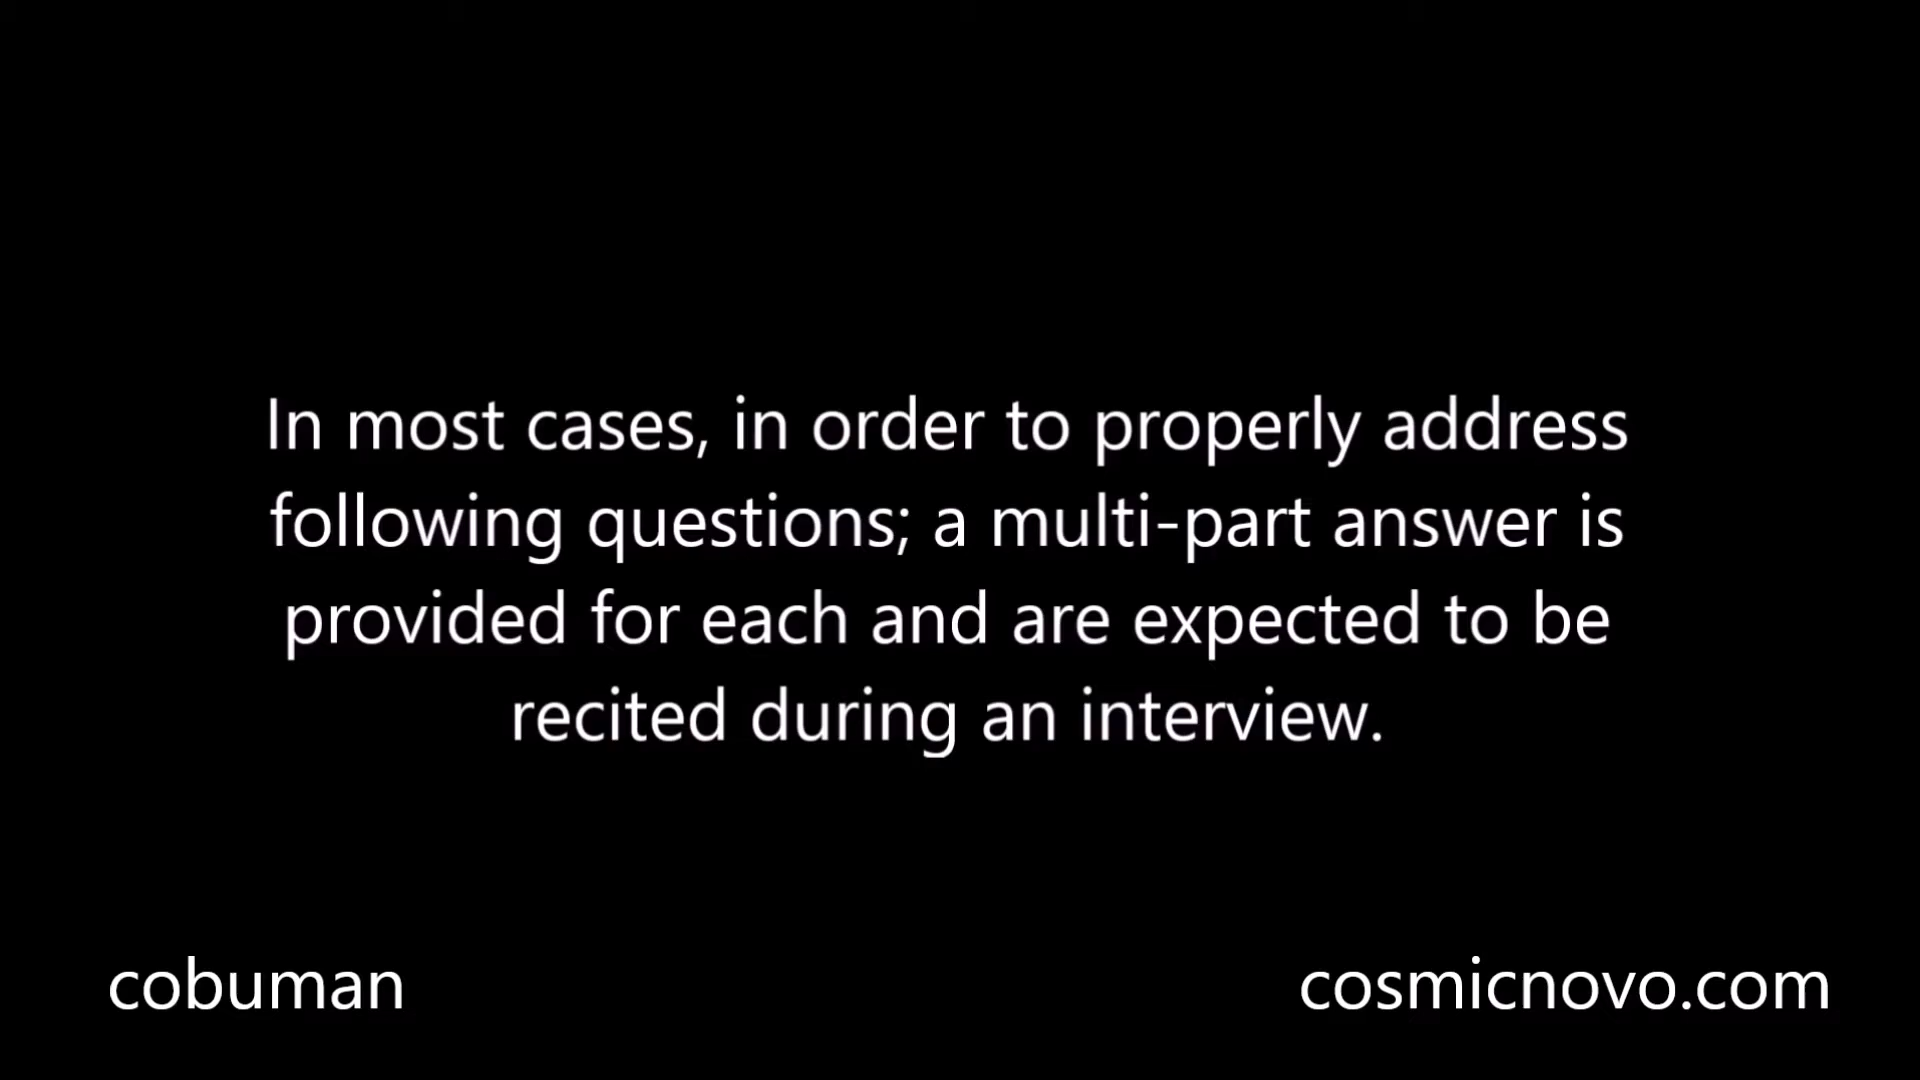 In most cases, in order to properly address
following questions; a multi-part answer is
provided for each and are expected to be
recited during an interview.
cobuman
cosmicnovo.com